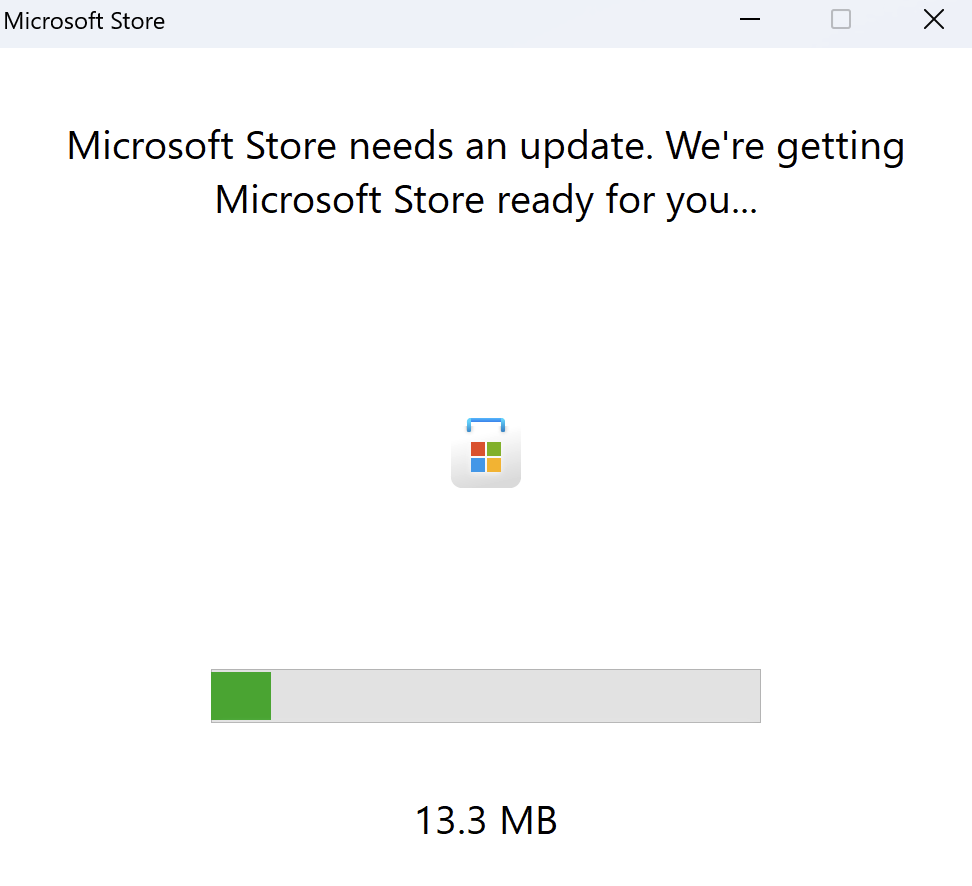 Microsoft Store
Microsoft Store needs an update. We're getting
Microsoft Store ready for you...
13.3 MB